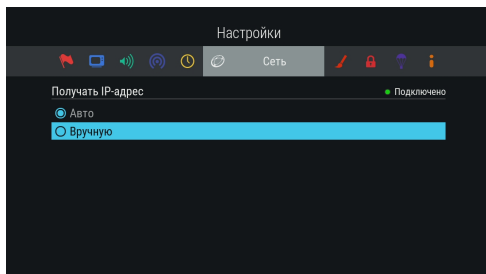 Настройки
Сеть
Получать IP-адрес
Подключено
Авто
Вручную